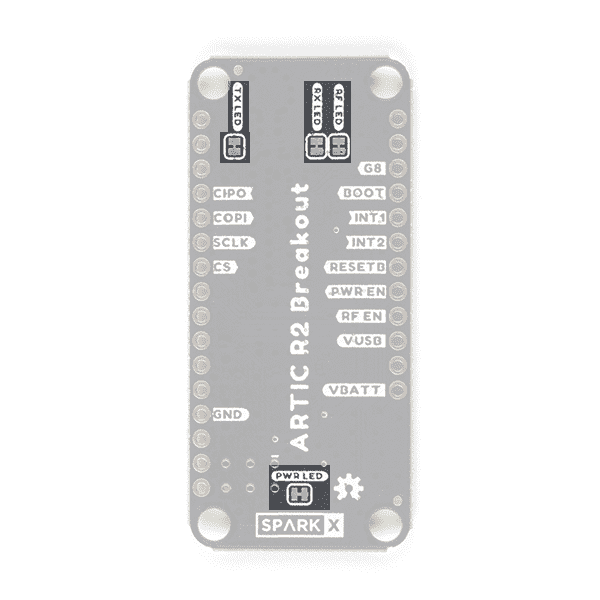 TX LED
RX LED
RF LED
G8
CIPO
BOOT
COPI
INT1
SCLK
INT2
CS
RESETB
PWR EN
RF EN
V-USB
VBATT
GND
ARTIC R2 Breakout
PWR LED
SPARK X